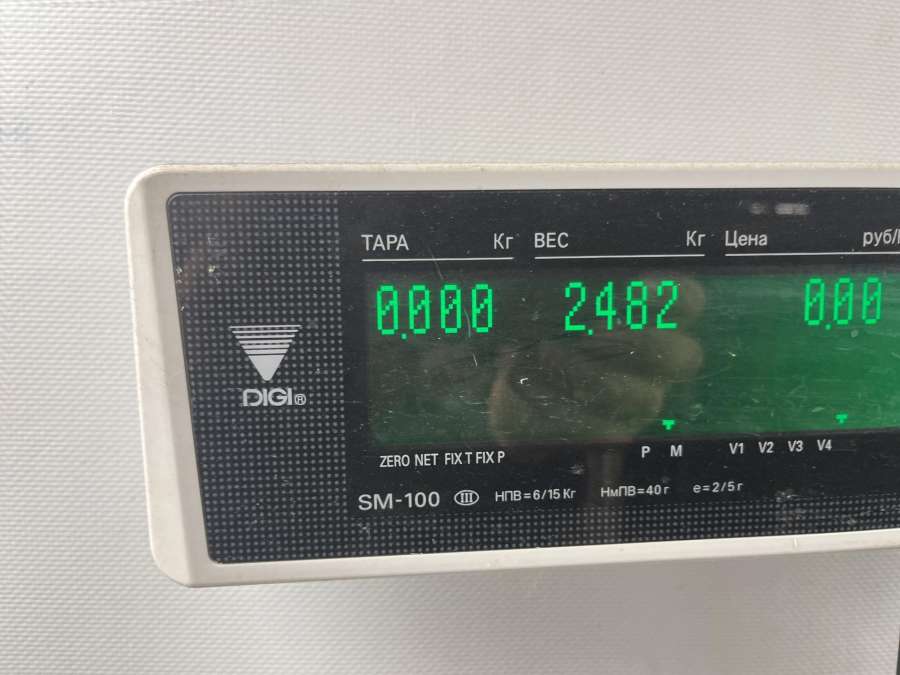 ТАРА Кг ВЕС Кг Цена руб/
0.000 2.482 0.00
DIGI®
ZERO NET FIX T FIX P P M V1 V2 V3 V4
SM-100 III НПВ=6/15 Кг НмПВ=40 г e=2/5 г